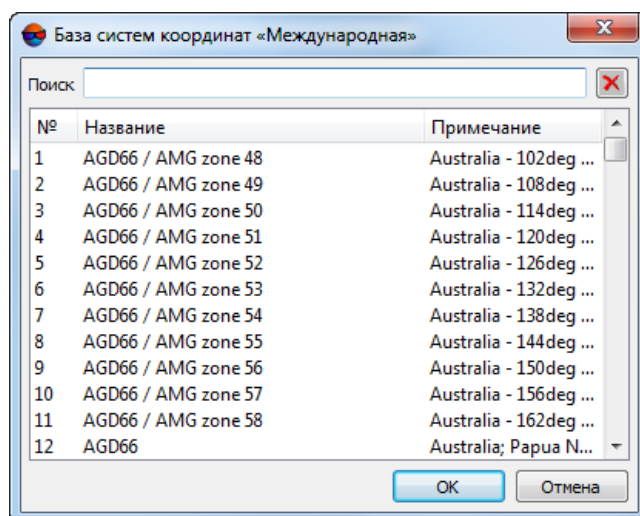 База систем координат «Международная»
Поиск
№ Название Примечание
1 AGD66 / AMG zone 48 Australia - 102deg ...
2 AGD66 / AMG zone 49 Australia - 108deg ...
3 AGD66 / AMG zone 50 Australia - 114deg ...
4 AGD66 / AMG zone 51 Australia - 120deg ...
5 AGD66 / AMG zone 52 Australia - 126deg ...
6 AGD66 / AMG zone 53 Australia - 132deg ...
7 AGD66 / AMG zone 54 Australia - 138deg ...
8 AGD66 / AMG zone 55 Australia - 144deg ...
9 AGD66 / AMG zone 56 Australia - 150deg ...
10 AGD66 / AMG zone 57 Australia - 156deg ...
11 AGD66 / AMG zone 58 Australia - 162deg ...
12 AGD66 Australia; Papua N...
OK Отмена